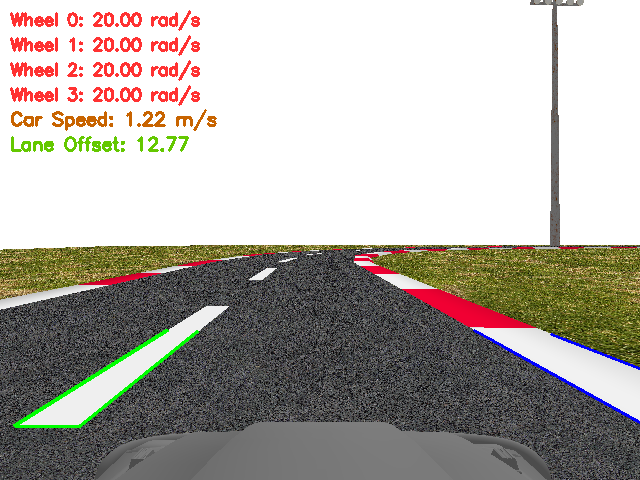 Wheel 0: 20.00 rad/s
Wheel 1: 20.00 rad/s
Wheel 2: 20.00 rad/s
Wheel 3: 20.00 rad/s
Car Speed: 1.22 m/s
Lane Offset: 12.77